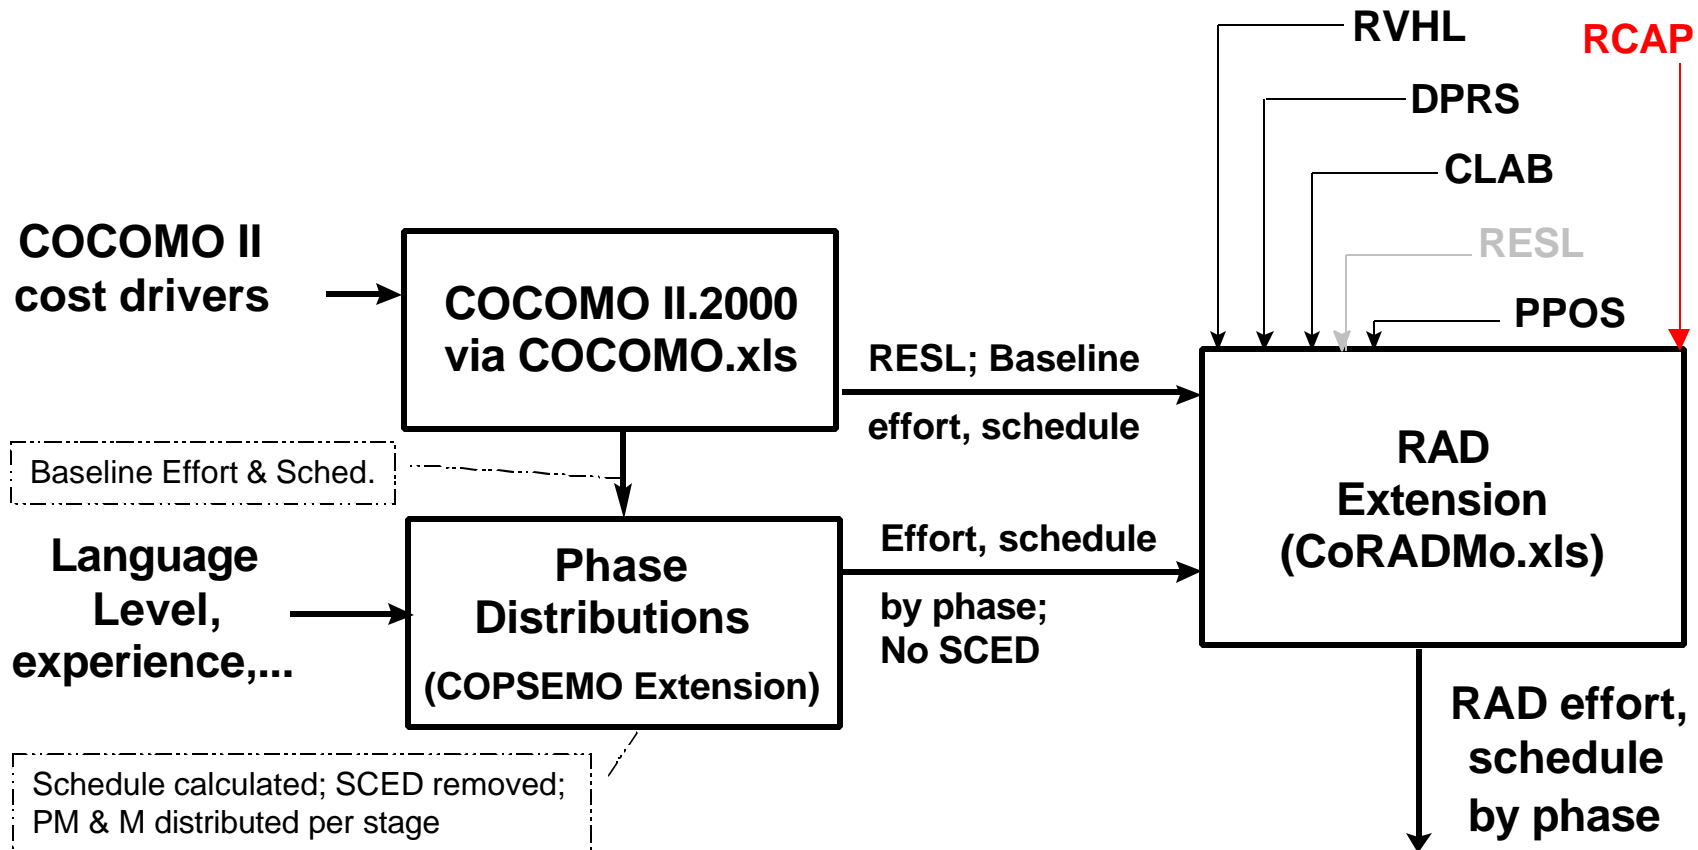 RVHL
RCAP
DPRS
CLAB
RESL
PPOS
COCOMO II
cost drivers
COCOMO II.2000
via COCOMO.xls
RESL; Baseline
effort, schedule
Baseline Effort & Sched.
Language
Level,
experience,...
Phase
Distributions
(COPSEMO Extension)
Effort, schedule
by phase;
No SCED
RAD
Extension
(CoRADMo.xls)
Schedule calculated; SCED removed;
PM & M distributed per stage
RAD effort,
schedule
by phase